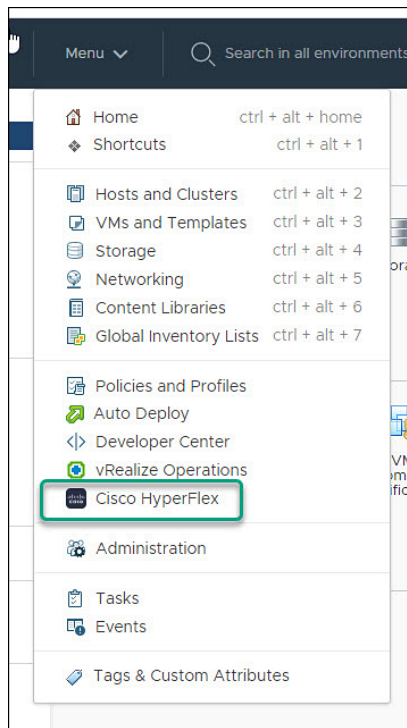 Menu
Search in all environments
Home ctrl + alt + home
Shortcuts ctrl + alt + 1
Hosts and Clusters ctrl + alt + 2
VMs and Templates ctrl + alt + 3
Storage ctrl + alt + 4
Networking ctrl + alt + 5
Content Libraries ctrl + alt + 6
Global Inventory Lists ctrl + alt + 7
Policies and Profiles
Auto Deploy
Developer Center
vRealize Operations
Cisco HyperFlex
Administration
Tasks
Events
Tags & Custom Attributes